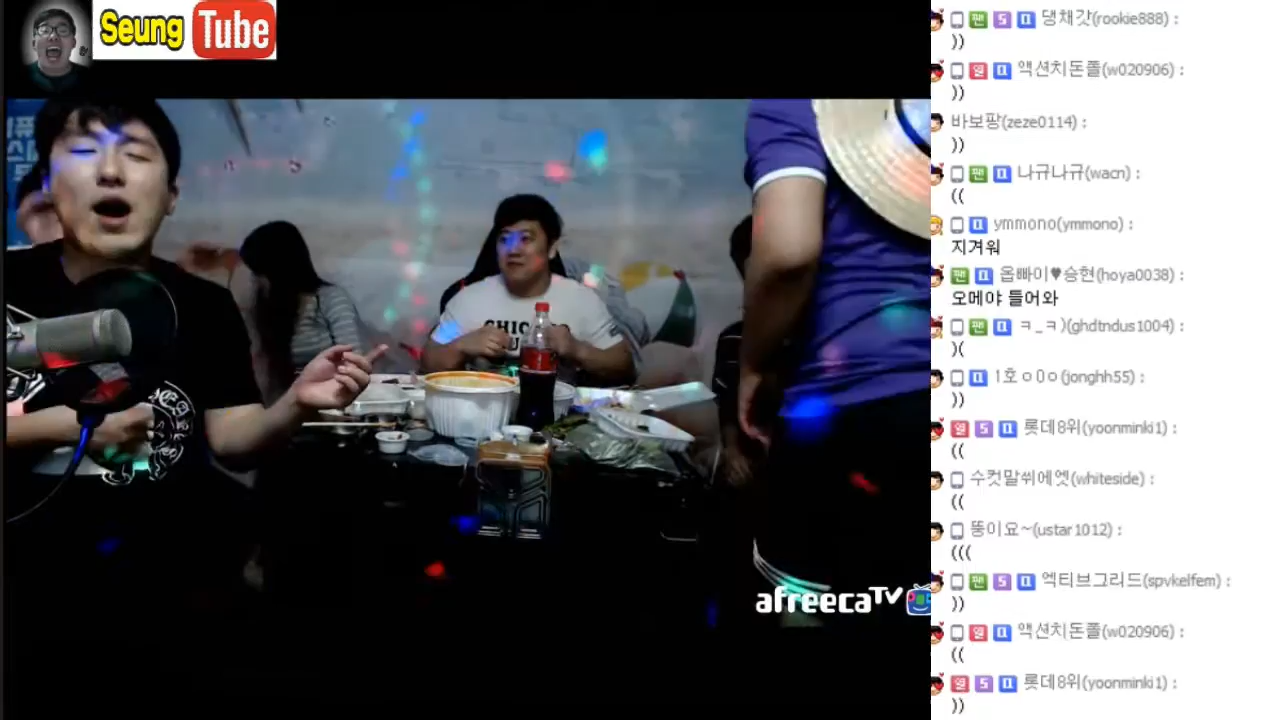 Seung Tube
CHICAGO
afreecaTV
댕채갓(rookie888) :
))
액션치돈쫄(w020906) :
))
바보팡(zeze0114) :
))
나규나규(wacn) :
((
ymmono(ymmono) :
지겨워
옵빠이♥승현(hoya0038) :
오메야 들어와
ㅋ_ㅋ)(ghdtndus1004) :
)(
1호ㅇ0ㅇ(jonghh55) :
))
롯데8위(yoonminki1) :
((
수컷말쒸에엣(whiteside) :
((
뚱이요~(ustar1012) :
(((
엑티브그리드(spvkelfem) :
))
액션치돈쫄(w020906) :
((
롯데8위(yoonminki1) :
))